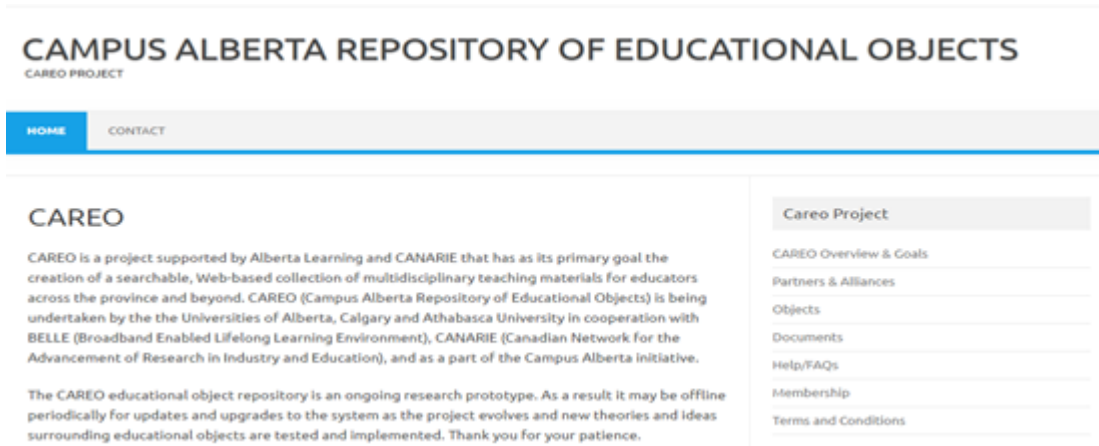 CAMPUS ALBERTA REPOSITORY OF EDUCATIONAL OBJECTS
CAREO PROJECT
HOME
CONTACT
CAREO
CAREO is a project supported by Alberta Learning and CANARIE that has as its primary goal the
creation of a searchable, Web-based collection of multidisciplinary teaching materials for educators
across the province and beyond. CAREO (Campus Alberta Repository of Educational Objects) is being
undertaken by the the Universities of Alberta, Calgary and Athabasca University in cooperation with
BELLE (Broadband Enabled Lifelong Learning Environment), CANARIE (Canadian Network for the
Advancement of Research in Industry and Education), and as a part of the Campus Alberta initiative.
The CAREO educational object repository is an ongoing research prototype. As a result it may be offline
periodically for updates and upgrades to the system as the project evolves and new theories and ideas
surrounding educational objects are tested and implemented. Thank you for your patience.
Careo Project
CAREO Overview & Goals
Partners & Alliances
Objects
Documents
Help/FAQs
Membership
Terms and Conditions